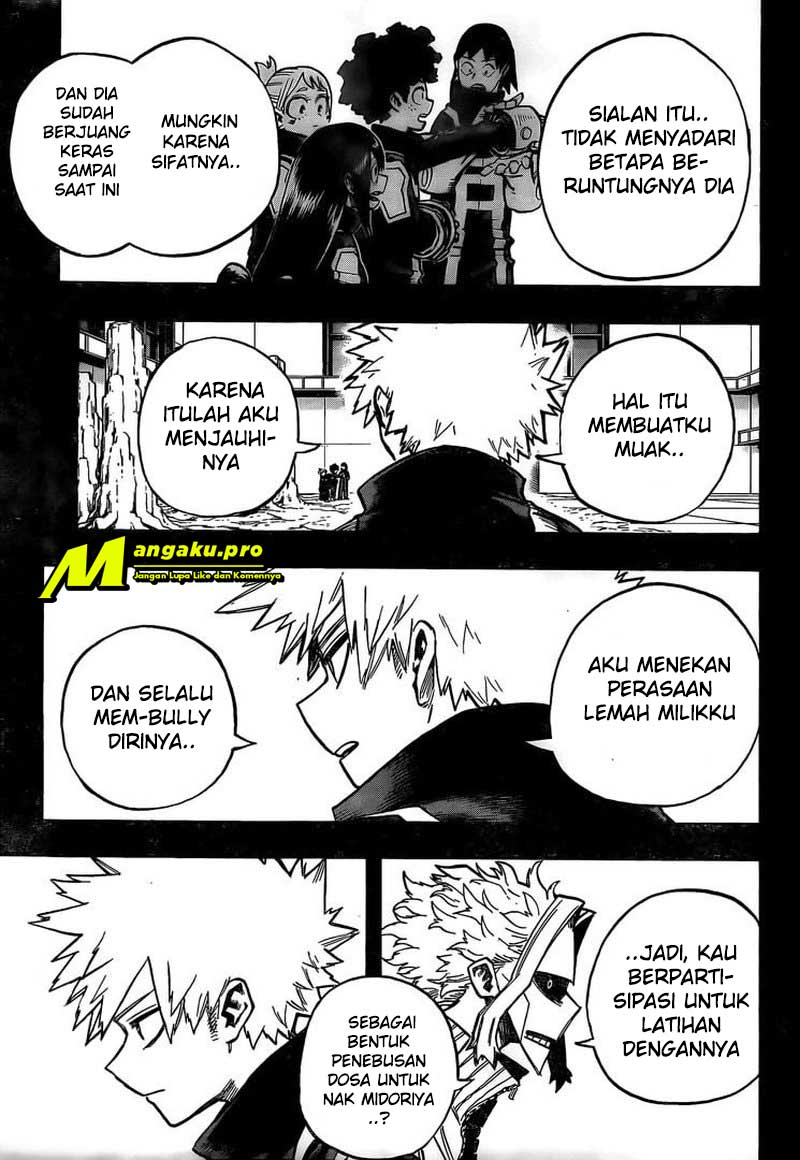 SIALAN ITU..
TIDAK MENYADARI
BETAPA BE-
RUNTUNGNYA DIA
MUNGKIN
KARENA
SIFATNYA..
DAN DIA
SUDAH
BERJUANG
KERAS
SAMPAI
SAAT INI
HAL ITU
MEMBUATKU
MUAK..
KARENA
ITULAH AKU
MENJAUHI-
NYA
Mangaku.pro
Jangan Lupa Like dan Komennya
AKU MENEKAN
PERASAAN
LEMAH MILIKKU
DAN SELALU
MEM-BULLY
DIRINYA..
..JADI, KAU
BERPARTI-
SIPASI UNTUK
LATIHAN
DENGANNYA
SEBAGAI
BENTUK
PENEBUSAN
DOSA UNTUK
NAK MIDORIYA
..?